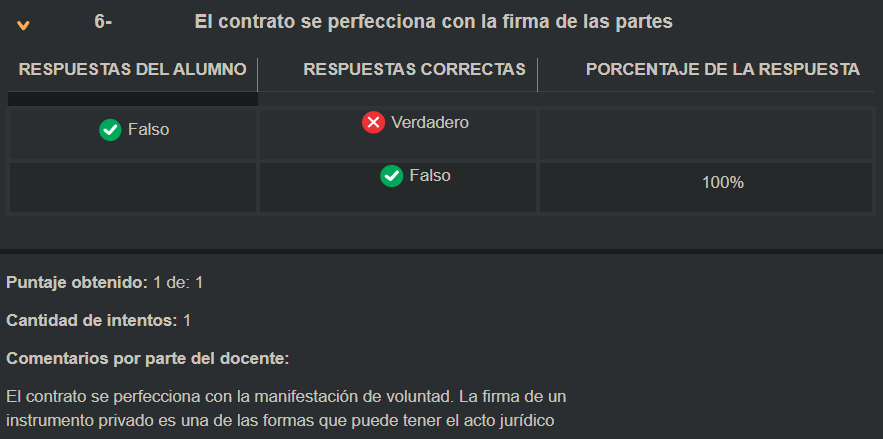 6- El contrato se perfecciona con la firma de las partes
RESPUESTAS DEL ALUMNO RESPUESTAS CORRECTAS PORCENTAJE DE LA RESPUESTA
Falso Verdadero
Falso 100%
Puntaje obtenido: 1 de: 1
Cantidad de intentos: 1
Comentarios por parte del docente:
El contrato se perfecciona con la manifestación de voluntad. La firma de un
instrumento privado es una de las formas que puede tener el acto jurídico